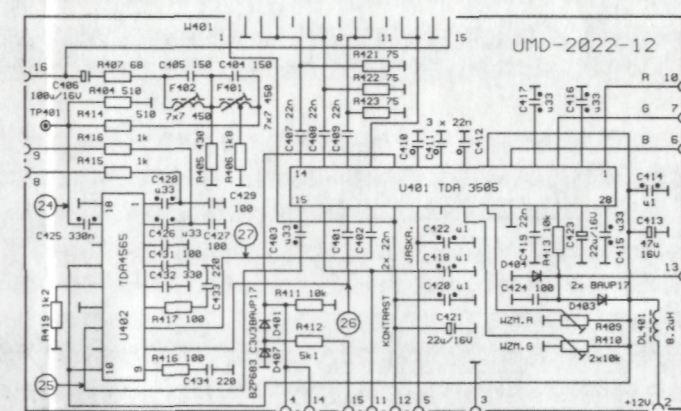 W401
1
8
11
15
UMD-2022-12
16
R407 68
C405 150
C404 150
R421 75
R422 75
R423 75
C406
100u/16V
R404 510
F402
F401
7x7 450
7x7 450
TP401
R414
510
R416
1k
R415
1k
9
8
R405 430
R406 1k8
C407 22n
C408 22n
C409 22n
3 x 22n
C410
C411
C412
C417
u33
C416
u33
R
10
G
7
B
6
14
1
U401 TDA 3505
15
28
C414
u1
C413
47u
16V
24
C425 330n
18
1
TDA4565
U402
10
9
C428
u33
C426
u33
C429
100
C427
100
C431 100
C432 330
C433 220
R417 100
R416 100
C434 220
R419 1k2
25
27
26
C403
u33
C401
C402
2x 22n
JASKR.
KONTRAST
C422 u1
C418 u1
C420 u1
C421
22u/16V
C419 22n
R413 10k
C423
22u/16V
C415 u33
D404
2x BAVP17
C424 100
D403
13
R411 10k
R412
5k1
BZP683 C3V3
BAVP17
D401
D407
WZM.R
R409
WZM.G
R410
2x10k
DL401
8.2uH
4
14
15
11
12
5
3
+12V
2